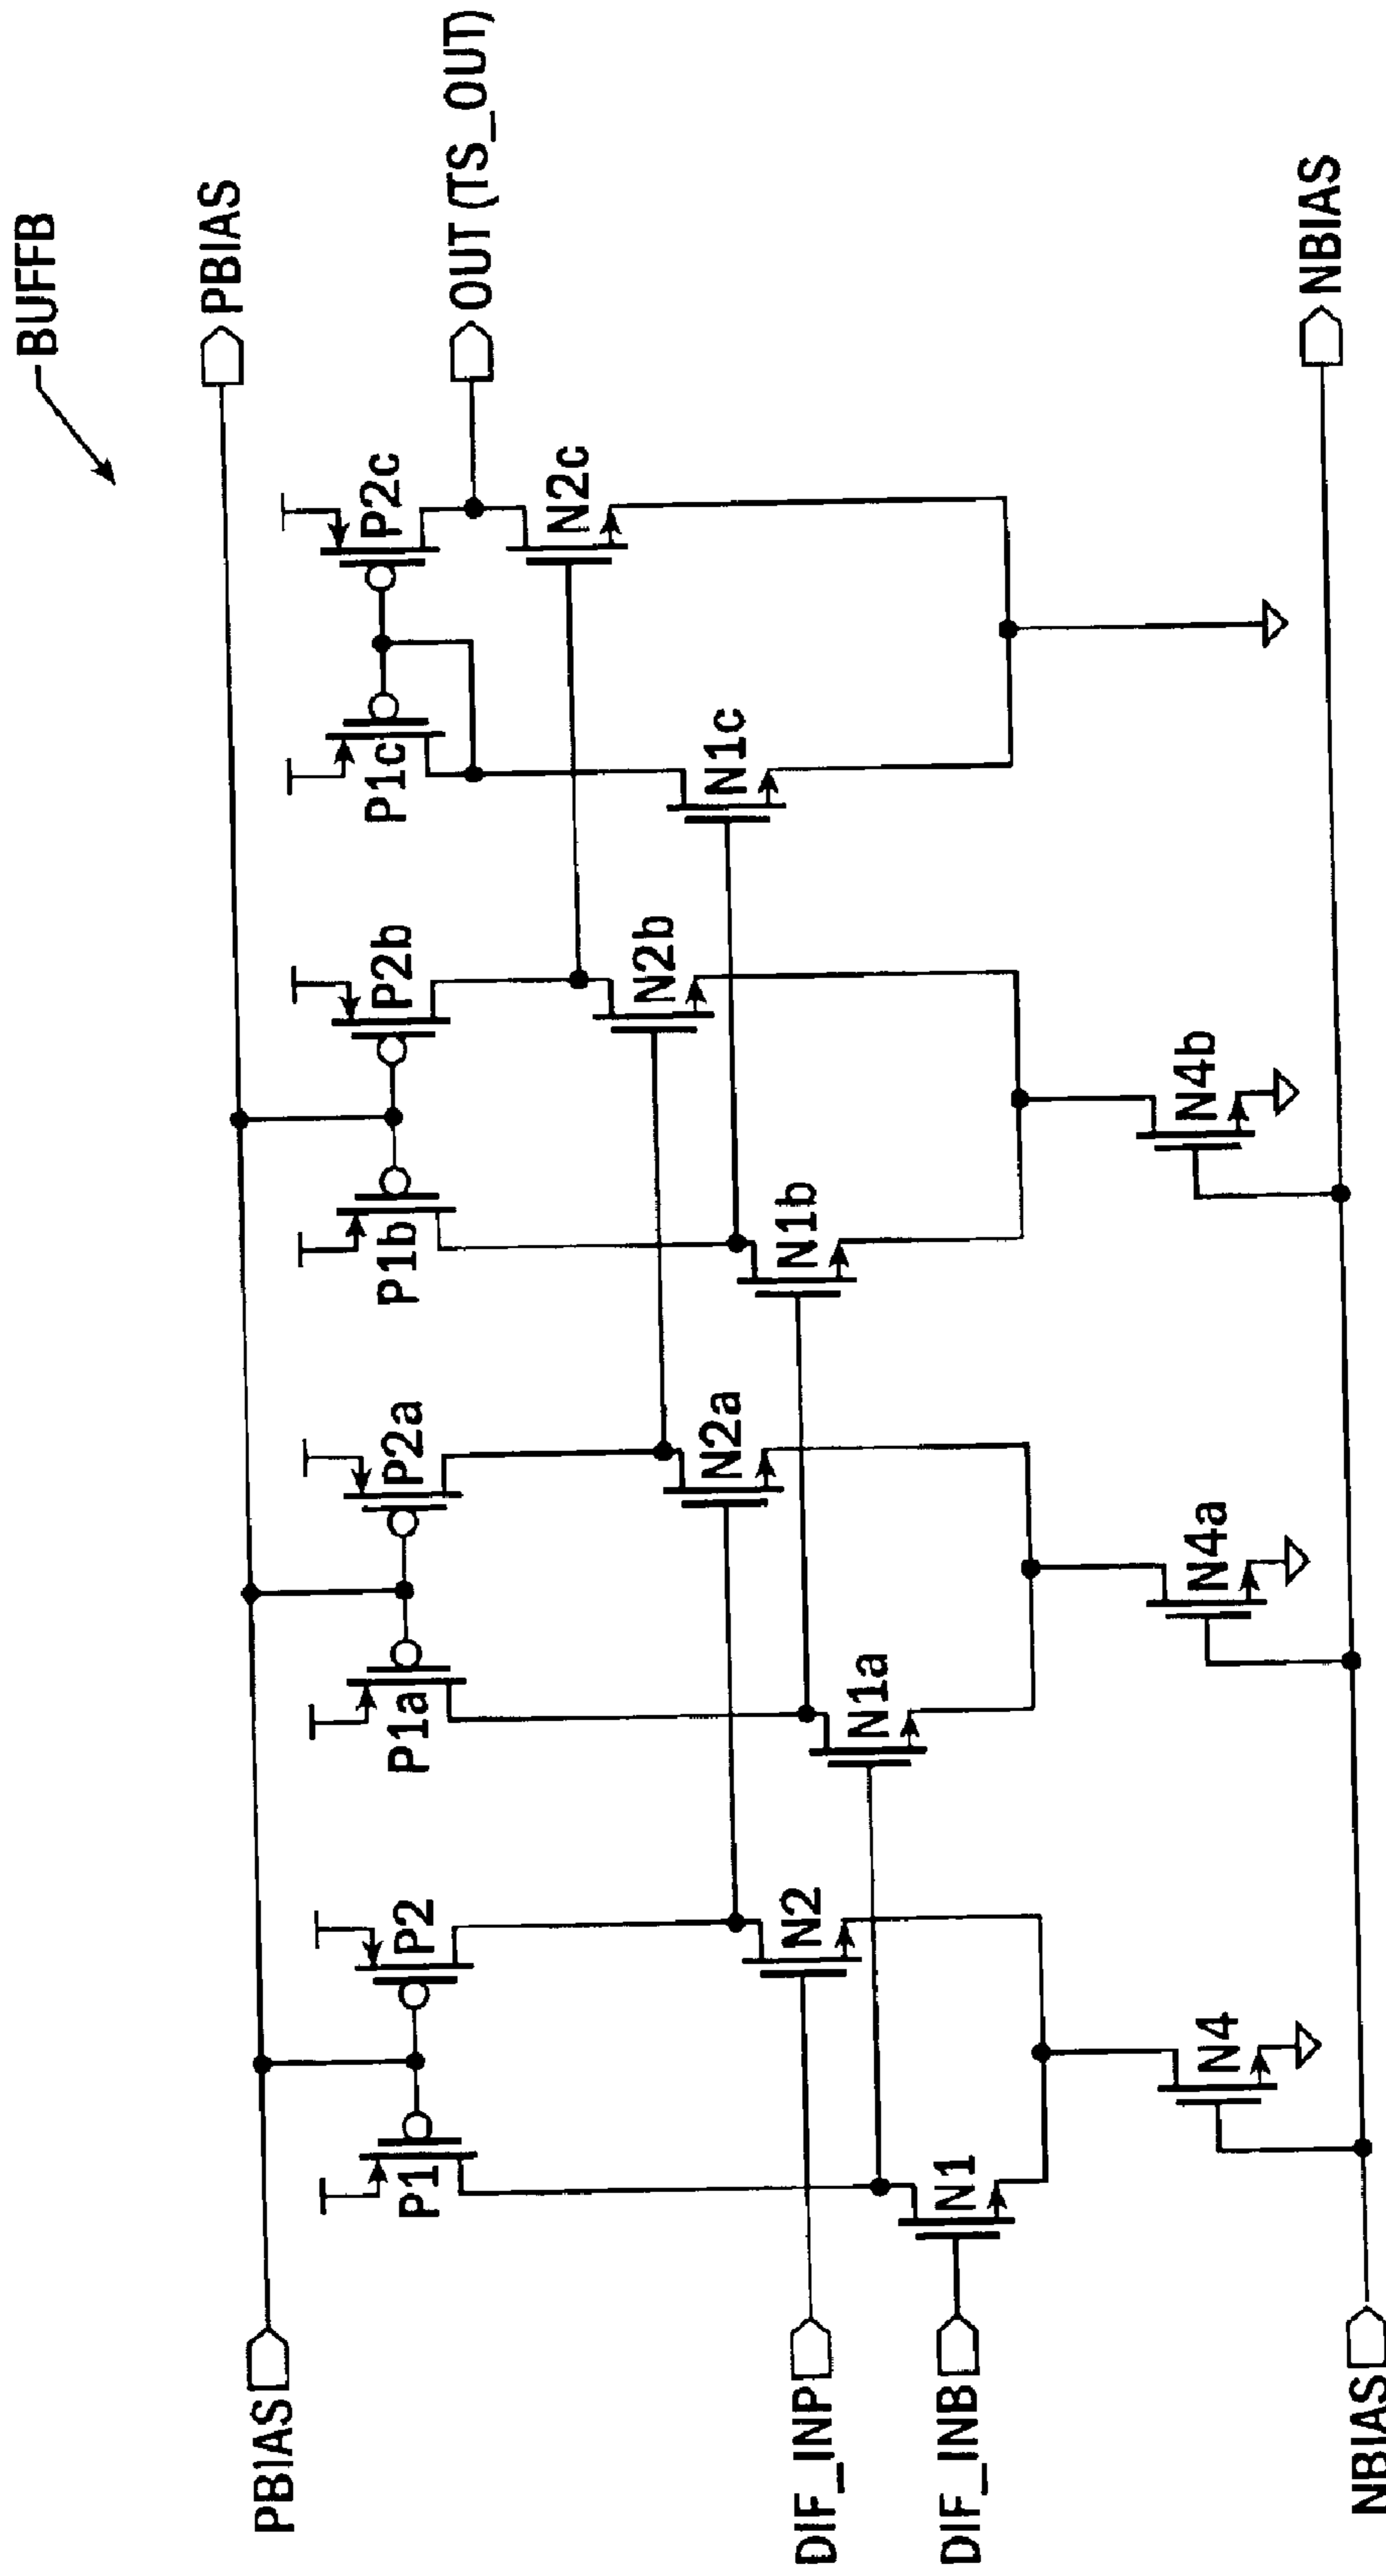 BUFFB
PBIAS
PBIAS
P1
P2
P1a
P2a
P1b
P2b
P1c
P2c
OUT (TS_OUT)
DIF_INP
N2
N2a
N2b
N2c
DIF_INB
N1
N1a
N1b
N1c
N4
N4a
N4b
NBIAS
NBIAS